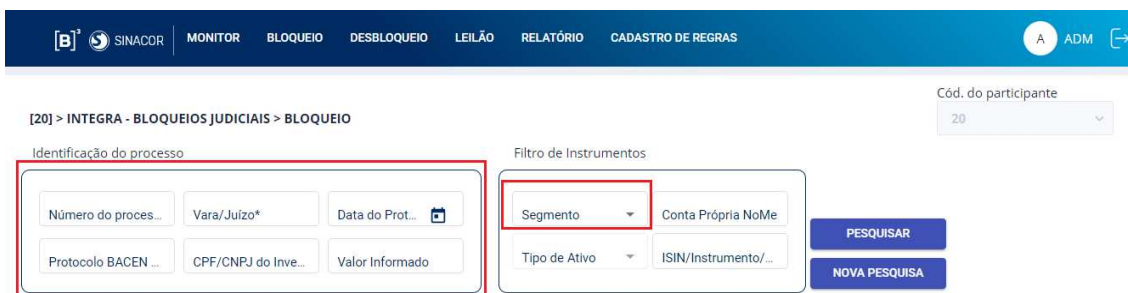 [B]³ SINACOR MONITOR BLOQUEIO DESBLOQUEIO LEILÃO RELATÓRIO CADASTRO DE REGRAS A ADM
Cód. do participante
[20] > INTEGRA - BLOQUEIOS JUDICIAIS > BLOQUEIO
20
Identificação do processo Filtro de Instrumentos
Número do proces... Vara/Juízo* Data do Prot... Segmento Conta Própria NoMe
PESQUISAR
Protocolo BACEN ... CPF/CNPJ do Inve... Valor Informado Tipo de Ativo ISIN/Instrumento/...
NOVA PESQUISA